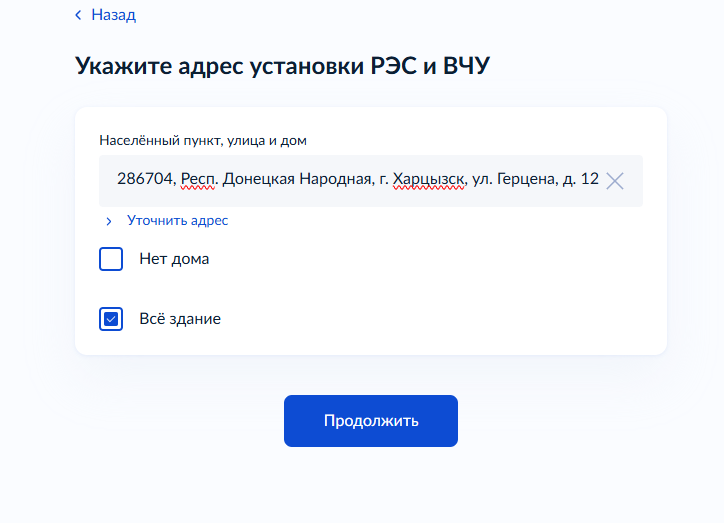 Назад
Укажите адрес установки РЭС и ВЧУ
Населённый пункт, улица и дом
286704, Респ. Донецкая Народная, г. Харцызск, ул. Герцена, д. 12
Уточнить адрес
Нет дома
Всё здание
Продолжить